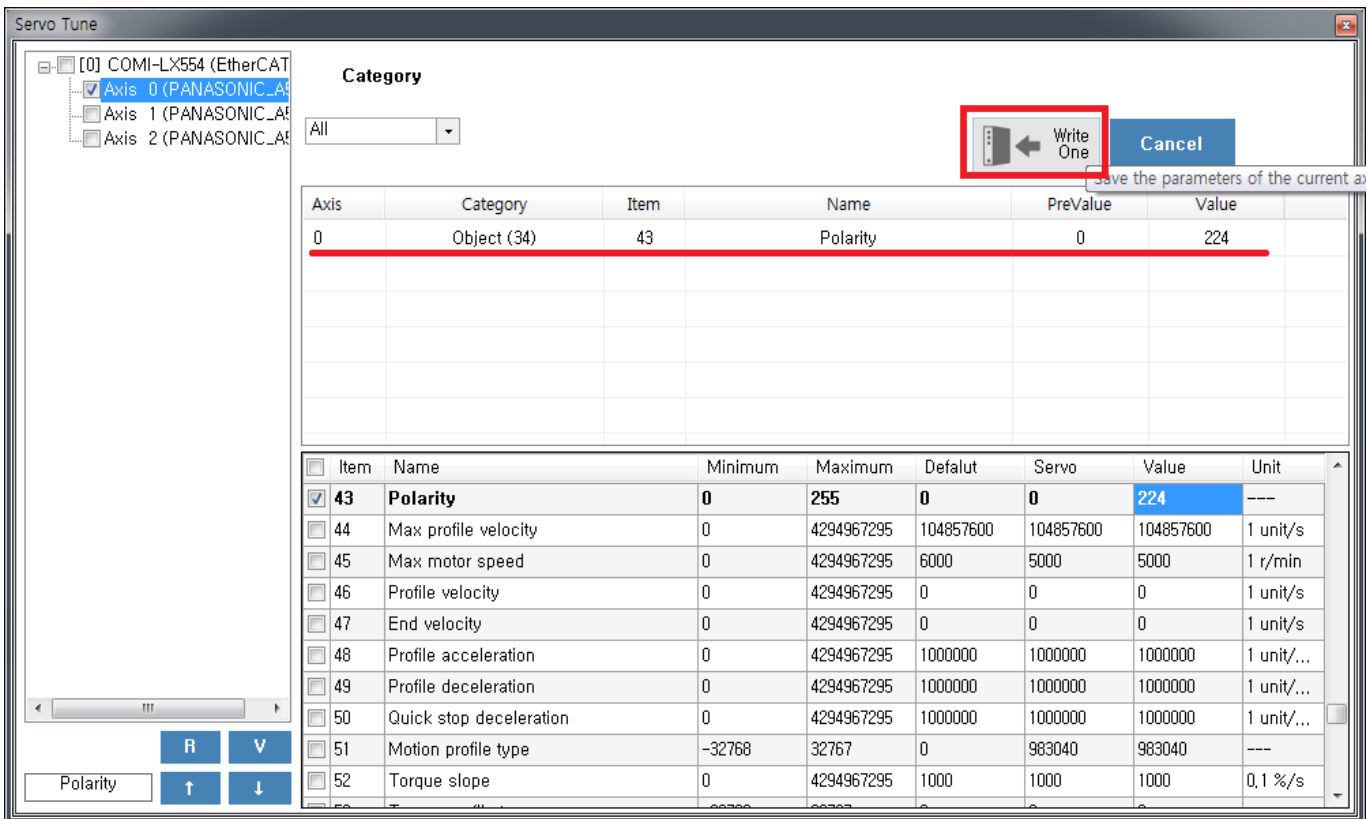 Servo Tune
[0] COMI-LX554 (EtherCAT
Axis 0 (PANASONIC_A5
Axis 1 (PANASONIC_A5
Axis 2 (PANASONIC_A5
Category
All
Write
One
Cancel
Save the parameters of the current ax
Axis Category Item Name PreValue Value
0 Object (34) 43 Polarity 0 224
Item Name Minimum Maximum Defalut Servo Value Unit
43 Polarity 0 255 0 0 224 ---
44 Max profile velocity 0 4294967295 104857600 104857600 104857600 1 unit/s
45 Max motor speed 0 4294967295 6000 5000 5000 1 r/min
46 Profile velocity 0 4294967295 0 0 0 1 unit/s
47 End velocity 0 4294967295 0 0 0 1 unit/s
48 Profile acceleration 0 4294967295 1000000 1000000 1000000 1 unit/...
49 Profile deceleration 0 4294967295 1000000 1000000 1000000 1 unit/...
50 Quick stop deceleration 0 4294967295 1000000 1000000 1000000 1 unit/...
51 Motion profile type -32768 32767 0 983040 983040 ---
52 Torque slope 0 4294967295 1000 1000 1000 0,1 %/s
R V
Polarity ↑ ↓